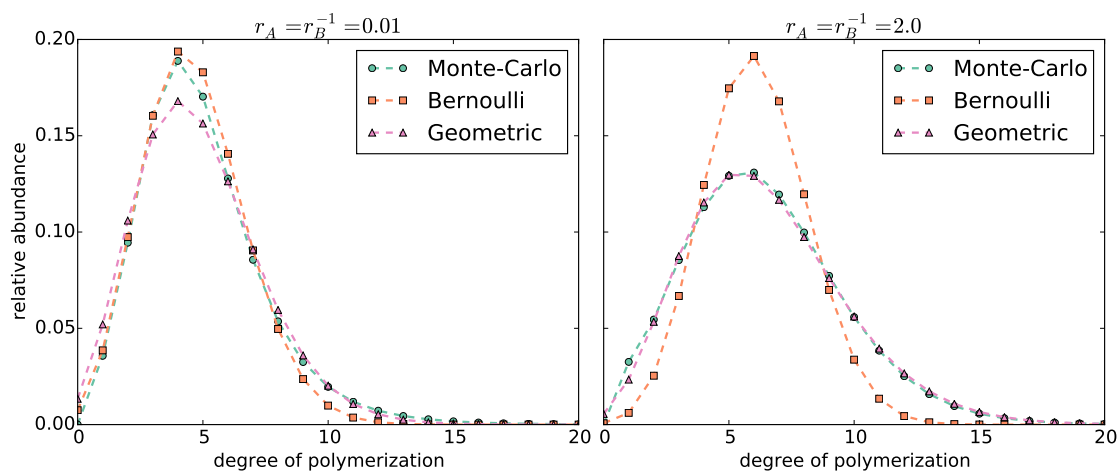 r_A = r_B^{-1} = 0.01
0.20
0.15
0.10
0.05
0.00
relative abundance
Monte-Carlo
Bernoulli
Geometric
0 5 10 15 20
degree of polymerization
r_A = r_B^{-1} = 2.0
Monte-Carlo
Bernoulli
Geometric
0 5 10 15 20
degree of polymerization